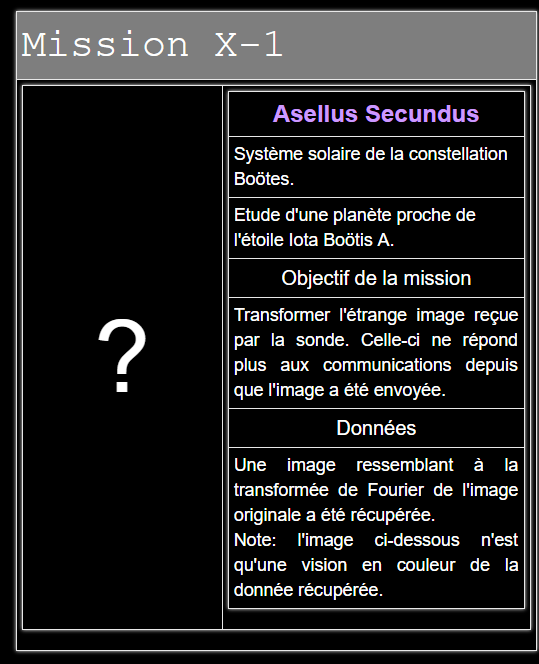 Mission X-1
?
Asellus Secundus
Système solaire de la constellation
Boötes.
Etude d'une planète proche de
l'étoile Iota Boötis A.
Objectif de la mission
Transformer l'étrange image reçue
par la sonde. Celle-ci ne répond
plus aux communications depuis
que l'image a été envoyée.
Données
Une image ressemblant à la
transformée de Fourier de l'image
originale a été récupérée.
Note: l'image ci-dessous n'est
qu'une vision en couleur de la
donnée récupérée.